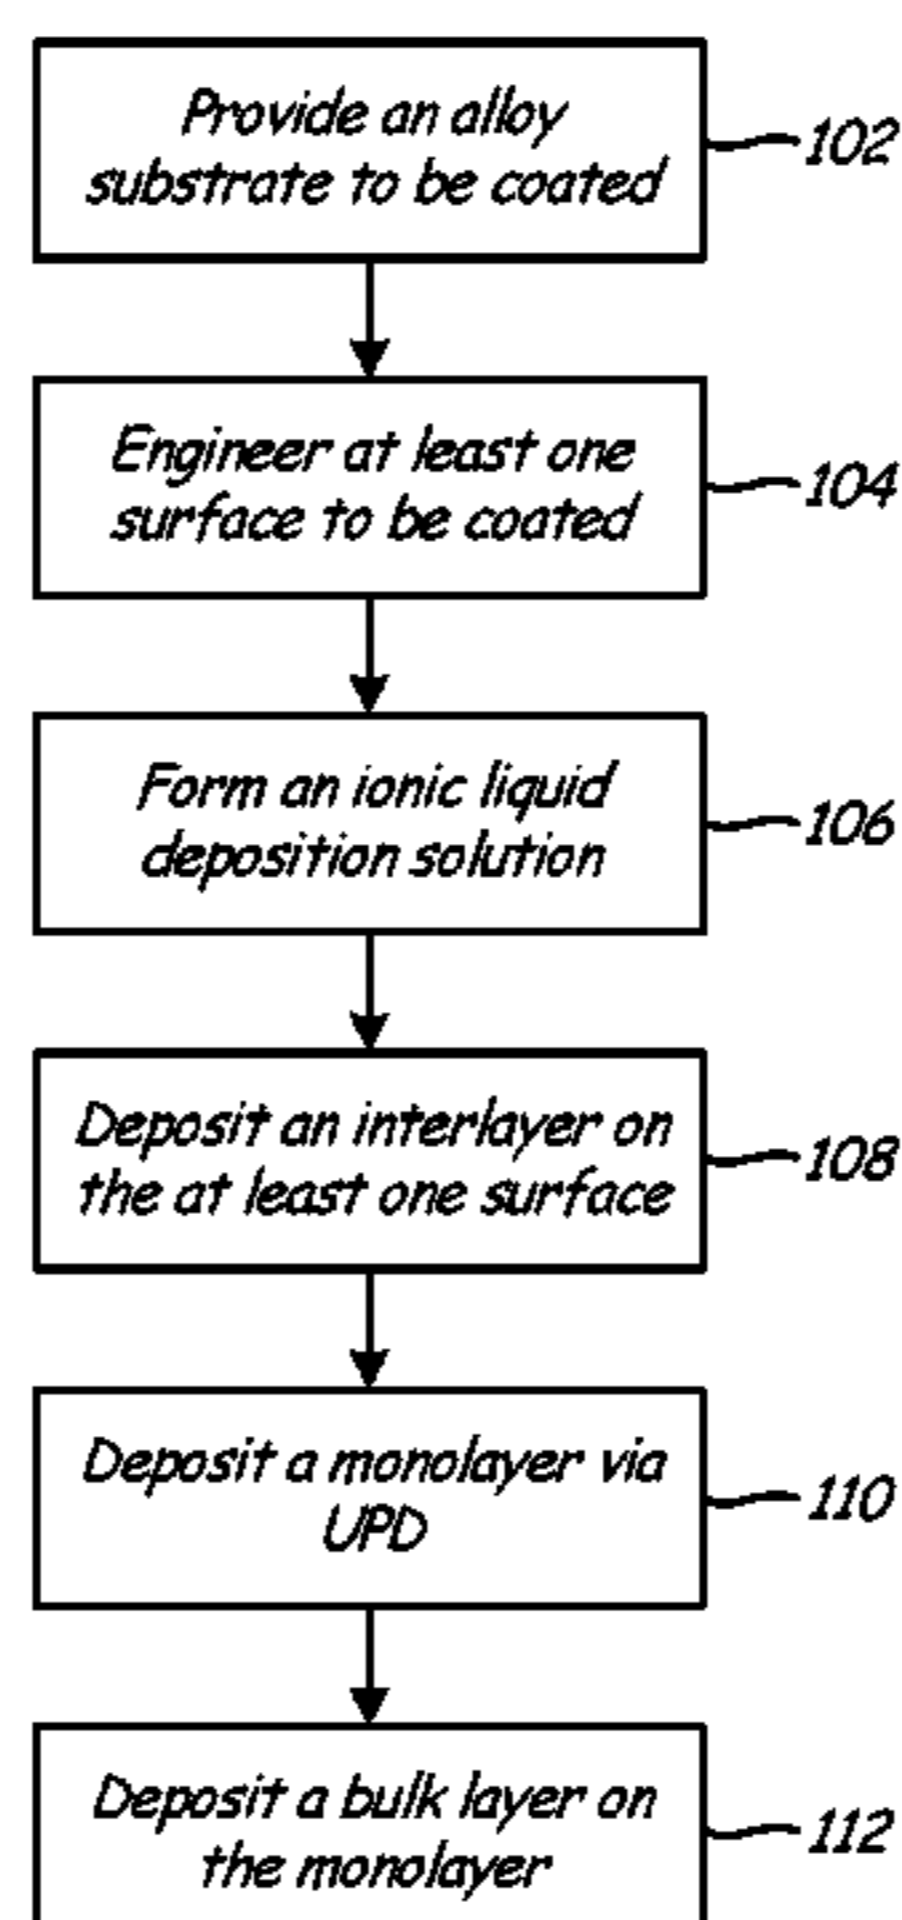 Provide an alloy
substrate to be coated
102
Engineer at least one
surface to be coated
104
Form an ionic liquid
deposition solution
106
Deposit an interlayer on
the at least one surface
108
Deposit a monolayer via
UPD
110
Deposit a bulk layer on
the monolayer
112